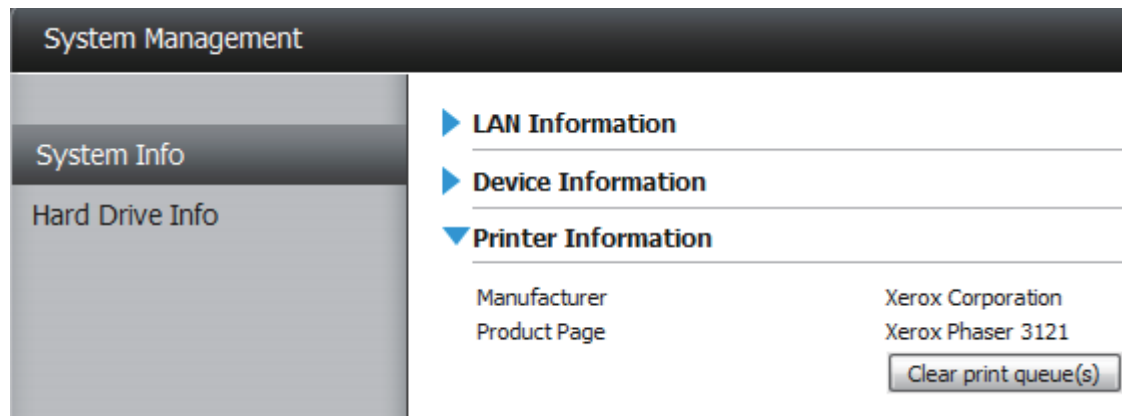 System Management
System Info
Hard Drive Info
LAN Information
Device Information
Printer Information
Manufacturer Xerox Corporation
Product Page Xerox Phaser 3121
Clear print queue(s)